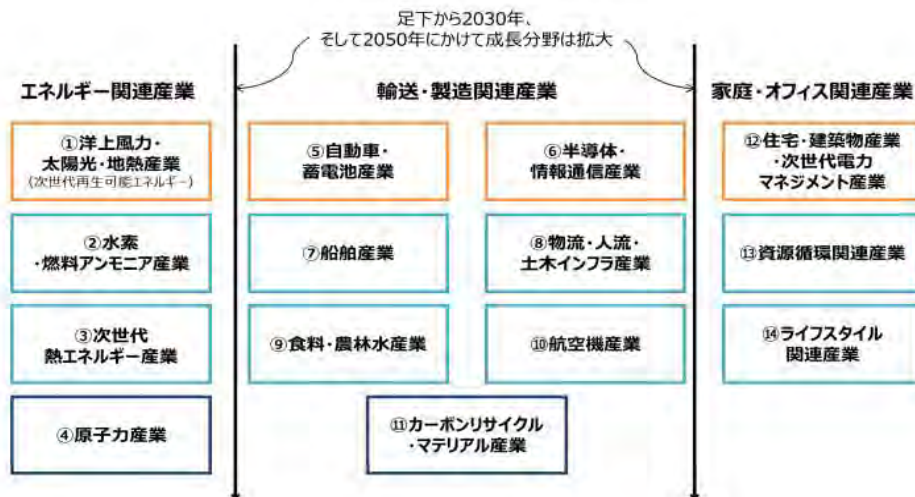 足下から2030年、
そして2050年にかけて成長分野は拡大
エネルギー関連産業
①洋上風力・
太陽光・地熱産業
(次世代再生可能エネルギー)
②水素
・燃料アンモニア産業
③次世代
熱エネルギー産業
④原子力産業
輸送・製造関連産業
⑤自動車・
蓄電池産業
⑥半導体・
情報通信産業
⑦船舶産業
⑧物流・人流・
土木インフラ産業
⑨食料・農林水産業
⑩航空機産業
⑪カーボンリサイクル
・マテリアル産業
家庭・オフィス関連産業
⑫住宅・建築物産業
・次世代電力
マネジメント産業
⑬資源循環関連産業
⑭ライフスタイル
関連産業